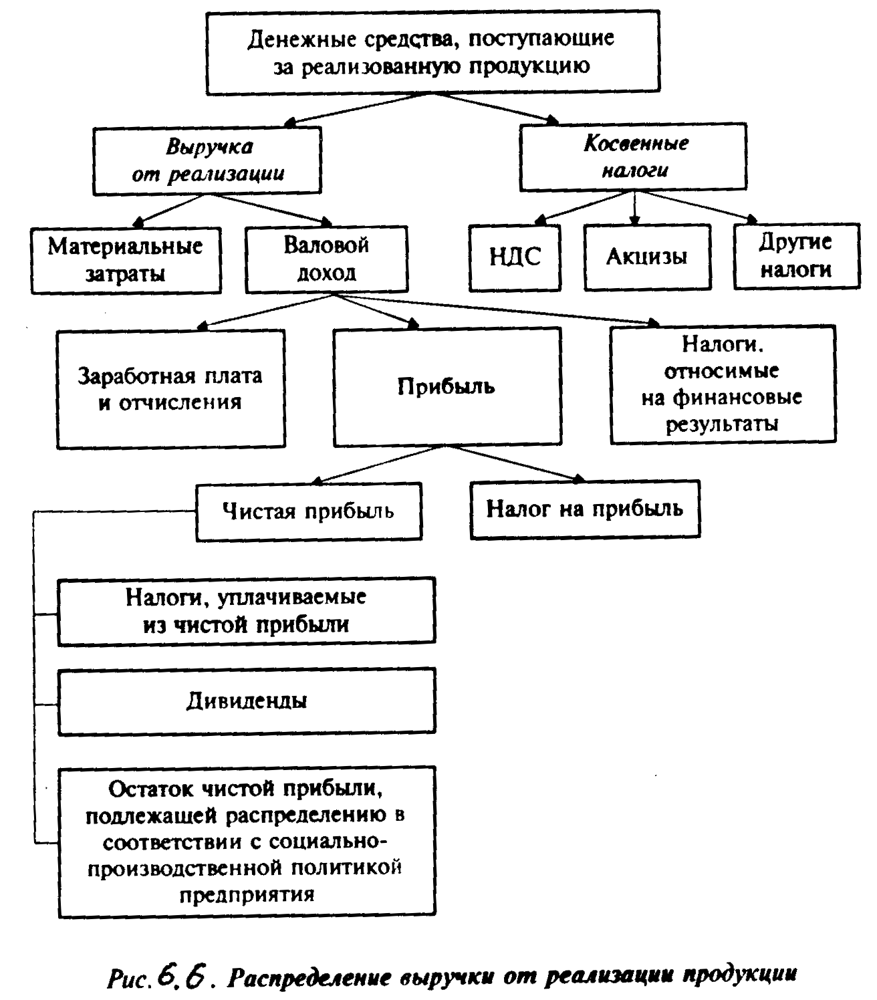 Денежные средства, поступающие
за реализованную продукцию
Выручка
от реализации
Косвенные
налоги
Материальные
затраты
Валовой
доход
НДС
Акцизы
Другие
налоги
Заработная плата
и отчисления
Прибыль
Налоги.
относимые
на финансовые
результаты
Чистая прибыль
Налог на прибыль
Налоги, уплачиваемые
из чистой прибыли
Дивиденды
Остаток чистой прибыли,
подлежашей распределению в
соответствии с социально-
производственной политикой
предприятия
Рис. 6.6. Распределение выручки от реализации продукции